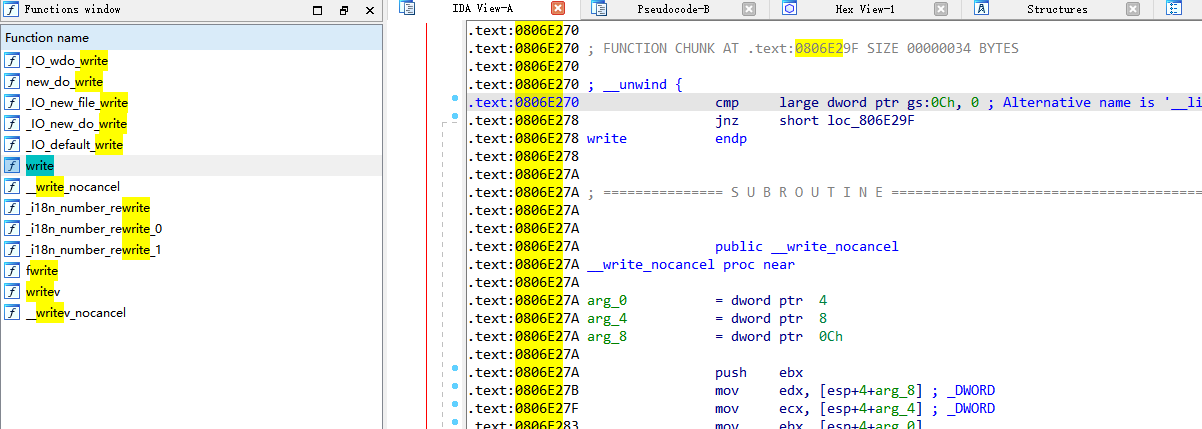 Functions window
Function name
_IO_wdo_write
new_do_write
_IO_new_file_write
_IO_new_do_write
_IO_default_write
write
__write_nocancel
_i18n_number_rewrite
_i18n_number_rewrite_0
_i18n_number_rewrite_1
fwrite
writev
__writev_nocancel
IDA View-A
Pseudocode-B
Hex View-1
Structures
.text:0806E270
.text:0806E270 ; FUNCTION CHUNK AT .text:0806E29F SIZE 00000034 BYTES
.text:0806E270
.text:0806E270 ; __unwind {
.text:0806E270 cmp large dword ptr gs:0Ch, 0 ; Alternative name is '__li
.text:0806E278 jnz short loc_806E29F
.text:0806E278 write endp
.text:0806E278
.text:0806E27A
.text:0806E27A ; =============== S U B R O U T I N E =======================================
.text:0806E27A
.text:0806E27A
.text:0806E27A public __write_nocancel
.text:0806E27A __write_nocancel proc near
.text:0806E27A
.text:0806E27A arg_0 = dword ptr 4
.text:0806E27A arg_4 = dword ptr 8
.text:0806E27A arg_8 = dword ptr 0Ch
.text:0806E27A
.text:0806E27A push ebx
.text:0806E27B mov edx, [esp+4+arg_8] ; _DWORD
.text:0806E27F mov ecx, [esp+4+arg_4] ; _DWORD
.text:0806E283 mov ebx, [esp+4+arg_0]